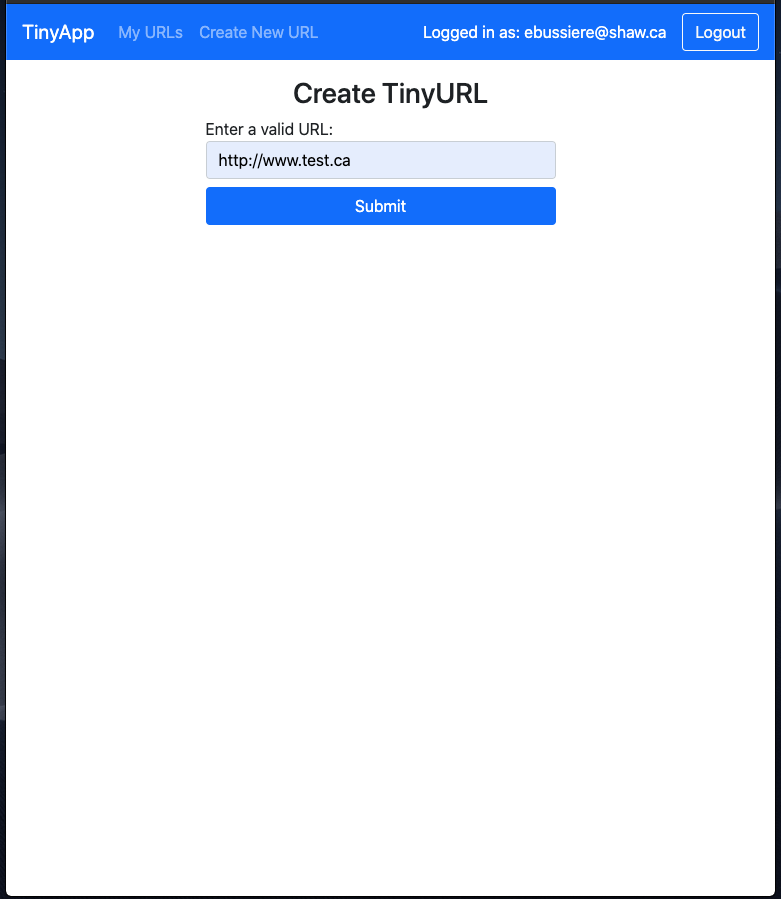 TinyApp My URLs Create New URL Logged in as: ebussiere@shaw.ca Logout
Create TinyURL
Enter a valid URL:
http://www.test.ca
Submit